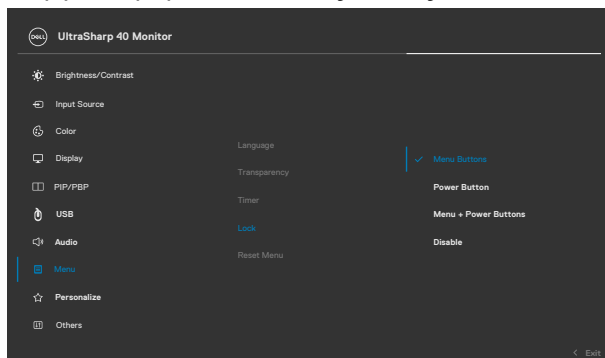 DELL
UltraSharp 40 Monitor
Brightness/Contrast
Input Source
Color
Display
PIP/PBP
USB
Audio
Menu
Personalize
Others
Language
Transparency
Timer
Lock
Reset Menu
Menu Buttons
Power Button
Menu + Power Buttons
Disable
Exit